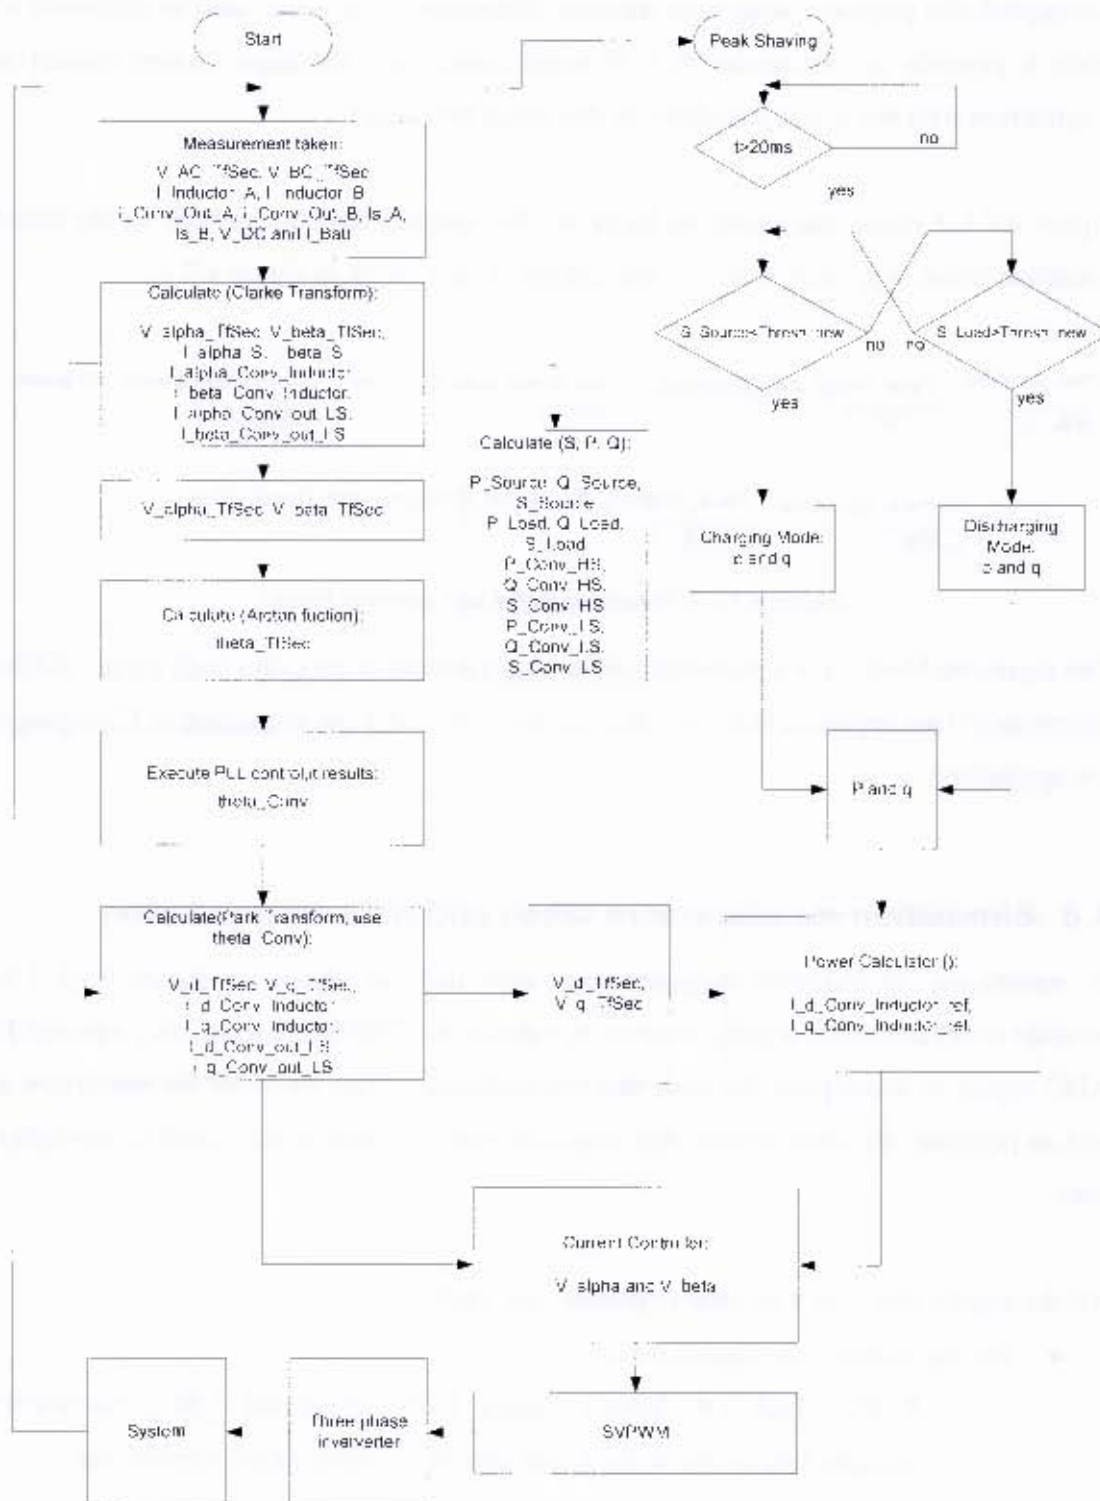 Start
Measurement taken:
V_AC_TfSec, V_BC_TfSec
I_Inductor_A, I_Inductor_B
I_Conv_Out_A, I_Conv_Out_B, Is_A,
Is_B, V_DC and I_Batt
Calculate (Clarke Transform):
V_alpha_TfSec, V_beta_TfSec,
I_alpha_S, I_beta_S
I_alpha_Conv_Inductor
I_beta_Conv_Inductor,
I_alpha_Conv_out_LS,
I_beta_Conv_out_LS
V_alpha_TfSec, V_beta_TfSec
Calculate (Arctan fuction):
theta_TfSec
Execute PLL control,it results:
theta_Conv
Calculate(Park Transform, use
theta_Conv):
V_d_TfSec, V_q_TfSec,
I_d_Conv_Inductor
I_q_Conv_Inductor,
I_d_Conv_out_LS
I_q_Conv_out_LS
V_d_TfSec,
V_q_TfSec
Calculate (S, P, Q):
P_Source, Q_Source,
S_Source
P_Load, Q_Load,
S_Load
P_Conv_HS,
Q_Conv_HS,
S_Conv_HS
P_Conv_LS,
Q_Conv_LS,
S_Conv_LS
Peak Shaving
t>20ms
no
yes
S_Source<Thresh_new
no
yes
S_Load>Thresh_new
no
yes
Charging Mode:
p and q
Discharging
Mode:
p and q
P and q
Power Calculator ():
I_d_Conv_Inductor_ref,
I_q_Conv_Inductor_ref,
Current Controller:
V_alpha and V_beta
SVPWM
Three phase
inververter
System